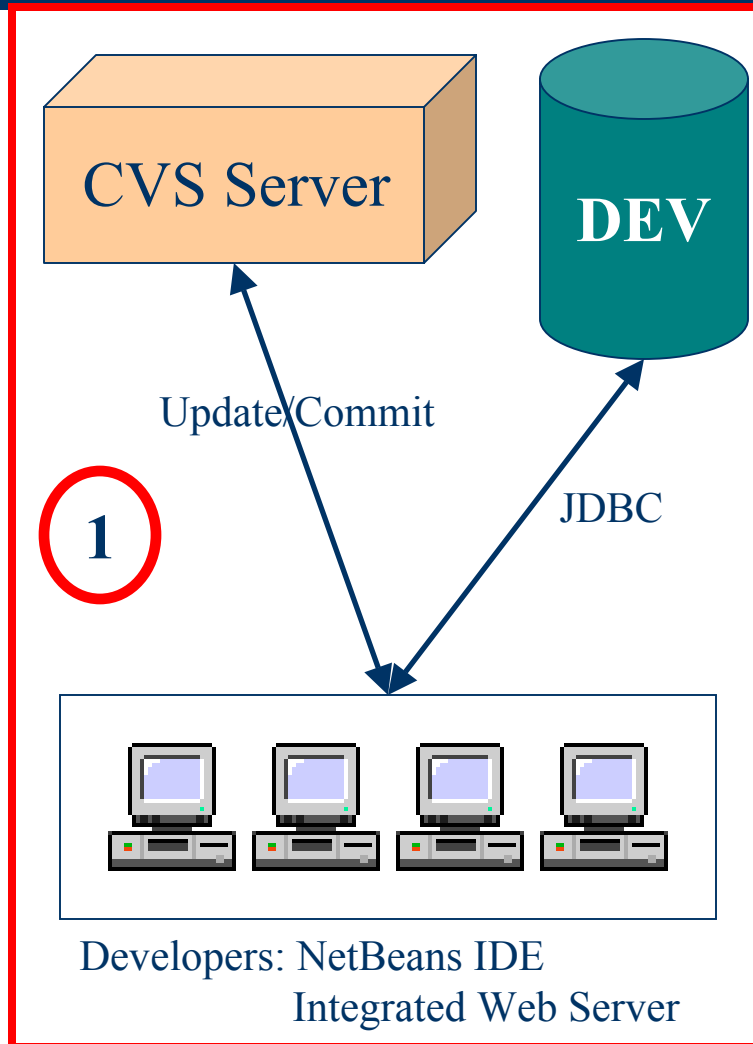 CVS Server
DEV
Update/Commit
JDBC
1
Developers: NetBeans IDE
Integrated Web Server